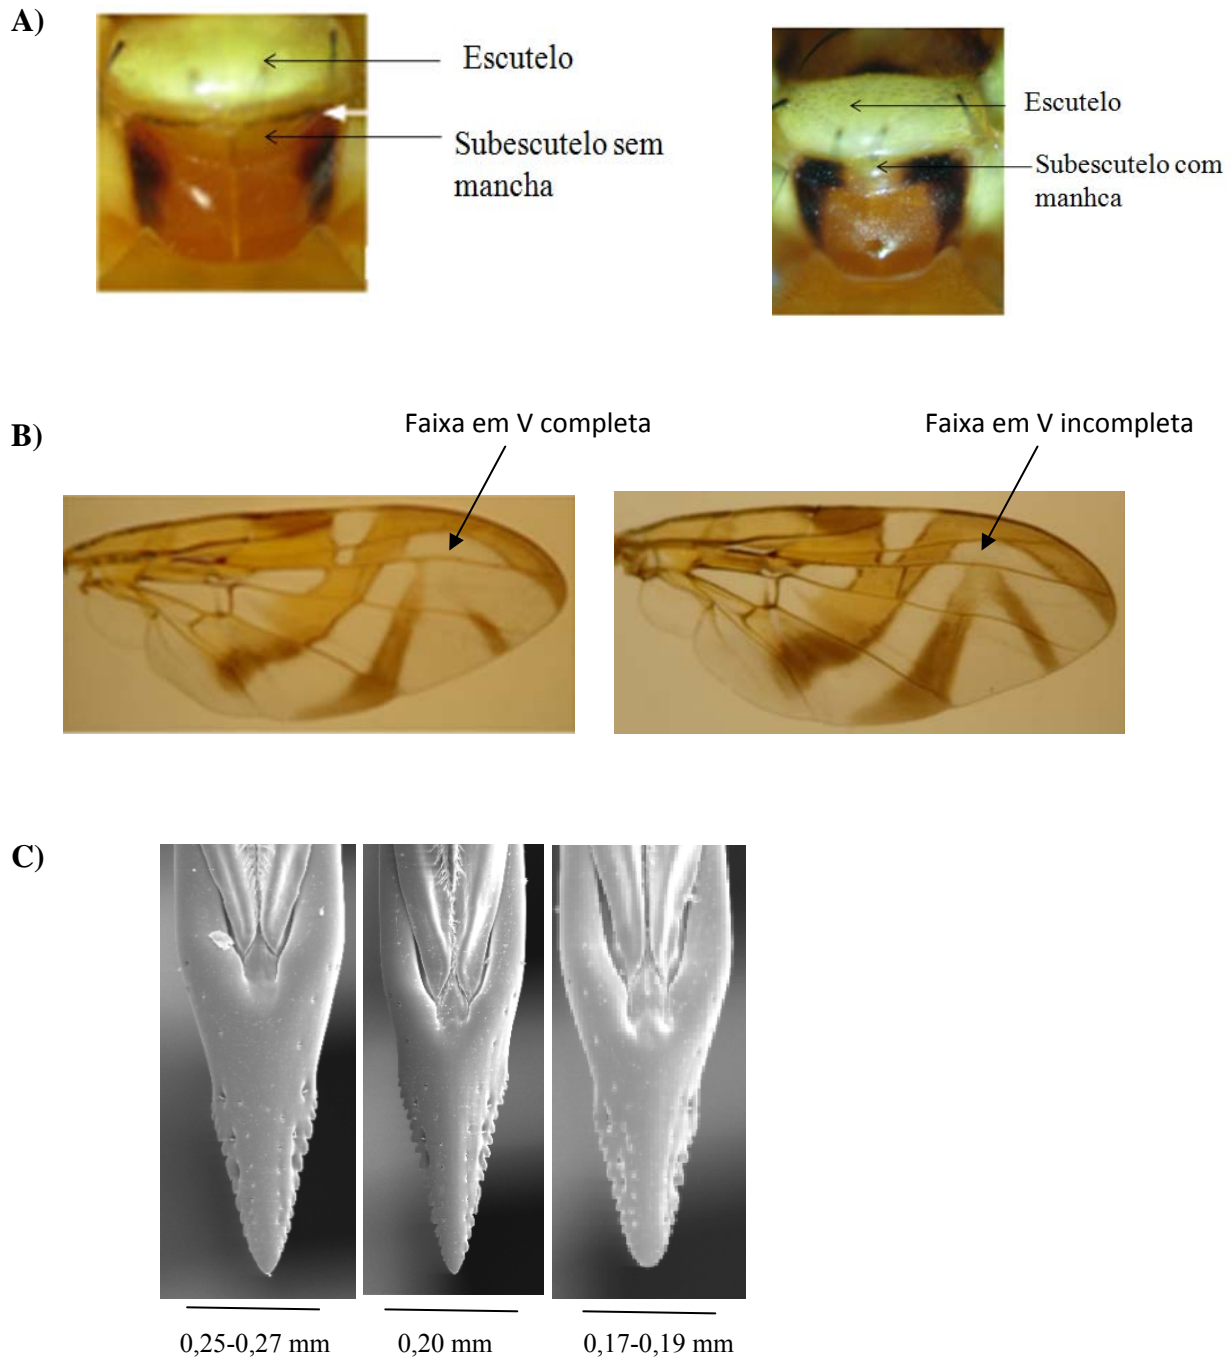 A)
Escutelo
Subescutelo sem
mancha
Escutelo
Subescutelo com
manhca
B)
Faixa em V completa
Faixa em V incompleta
C)
0,25-0,27 mm
0,20 mm
0,17-0,19 mm